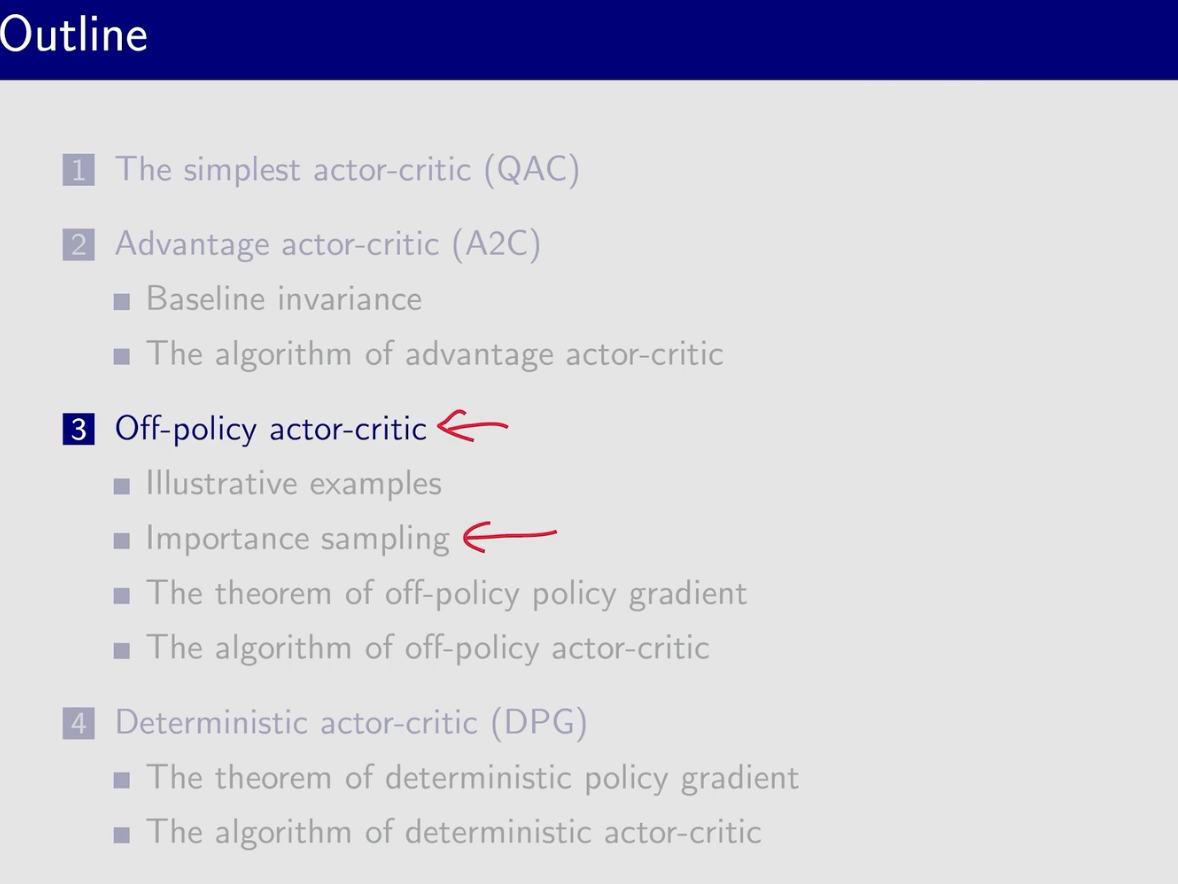 Outline
1 The simplest actor-critic (QAC)
2 Advantage actor-critic (A2C)
Baseline invariance
The algorithm of advantage actor-critic
3 Off-policy actor-critic
Illustrative examples
Importance sampling
The theorem of off-policy policy gradient
The algorithm of off-policy actor-critic
4 Deterministic actor-critic (DPG)
The theorem of deterministic policy gradient
The algorithm of deterministic actor-critic